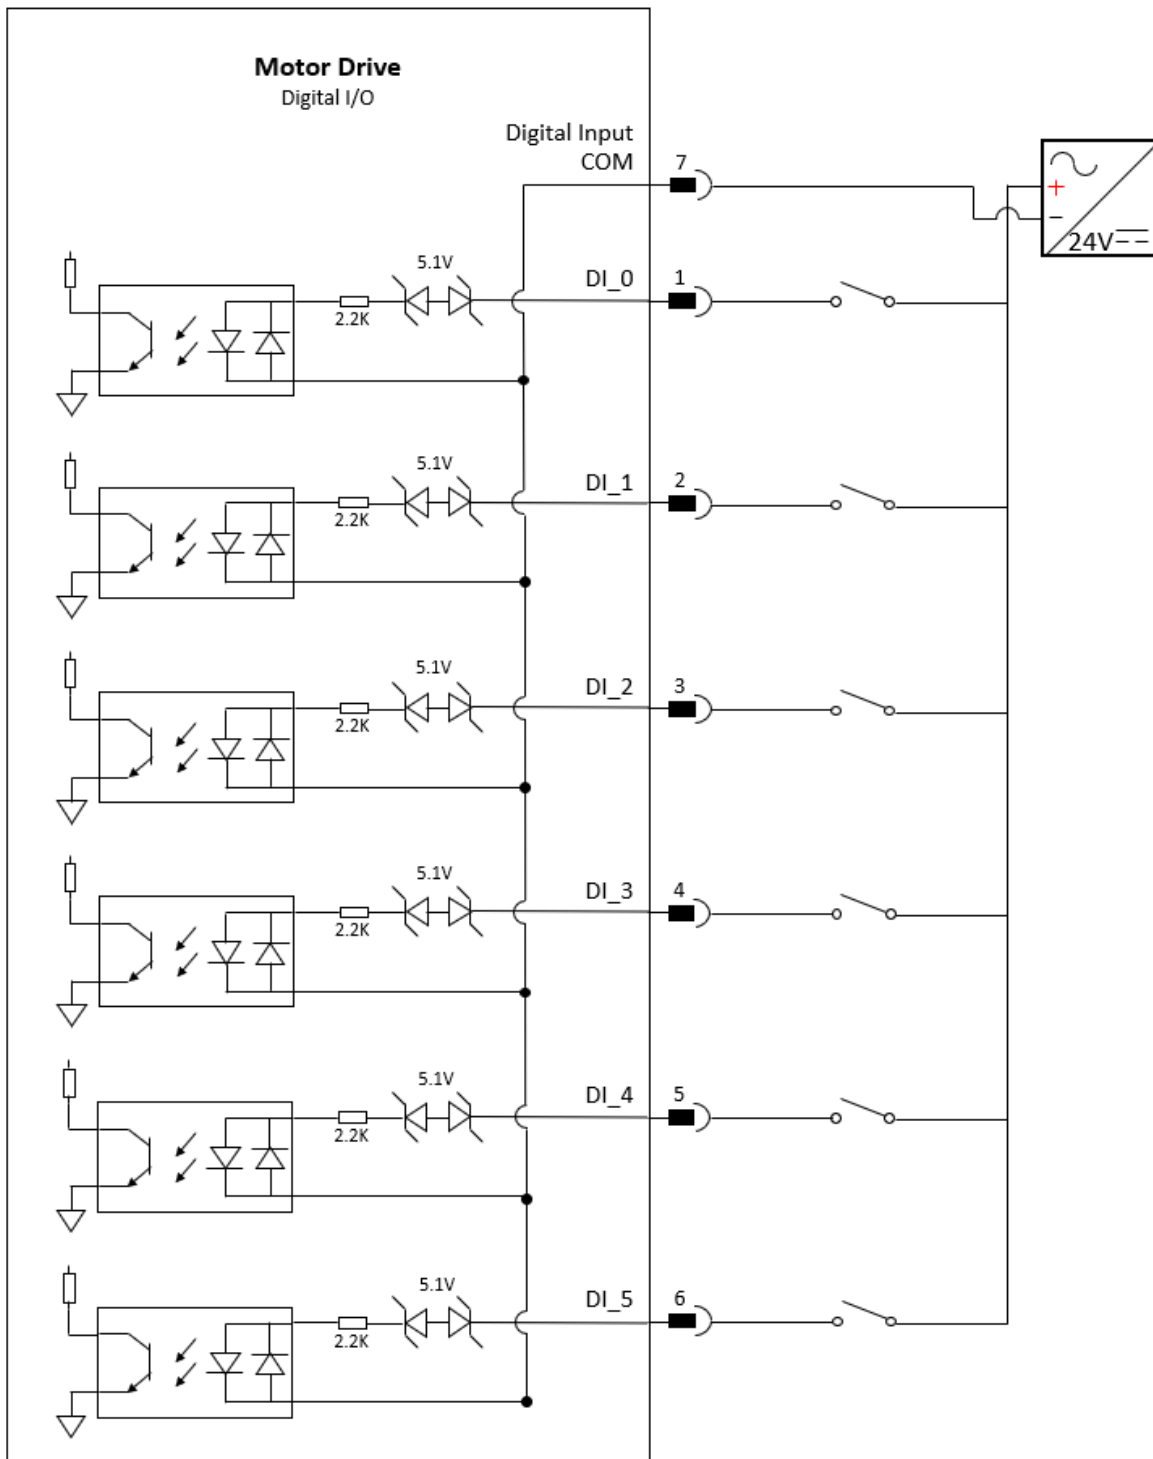 Motor Drive
Digital I/O
Digital Input
COM
7
+
−
24V
5.1V
DI_0
1
2.2K
5.1V
DI_1
2
2.2K
5.1V
DI_2
3
2.2K
5.1V
DI_3
4
2.2K
5.1V
DI_4
5
2.2K
5.1V
DI_5
6
2.2K